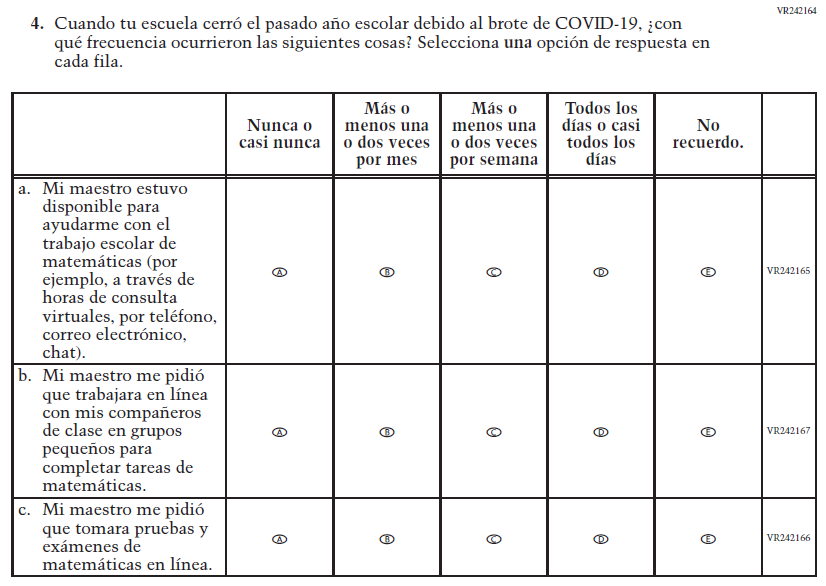 VR242164
4. Cuando tu escuela cerró el pasado año escolar debido al brote de COVID-19, ¿con
qué frecuencia ocurrieron las siguientes cosas? Selecciona una opción de respuesta en
cada fila.
Nunca o
casi nunca
Más o
menos una
o dos veces
por mes
Más o
menos una
o dos veces
por semana
Todos los
días o casi
todos los
días
No
recuerdo.
a. Mi maestro estuvo
disponible para
ayudarme con el
trabajo escolar de
matemáticas (por
ejemplo, a través de
horas de consulta
virtuales, por teléfono,
correo electrónico,
chat).
A B C D E VR242165
b. Mi maestro me pidió
que trabajara en línea
con mis compañeros
de clase en grupos
pequeños para
completar tareas de
matemáticas.
A B C D E VR242167
c. Mi maestro me pidió
que tomara pruebas y
exámenes de
matemáticas en línea.
A B C D E VR242166